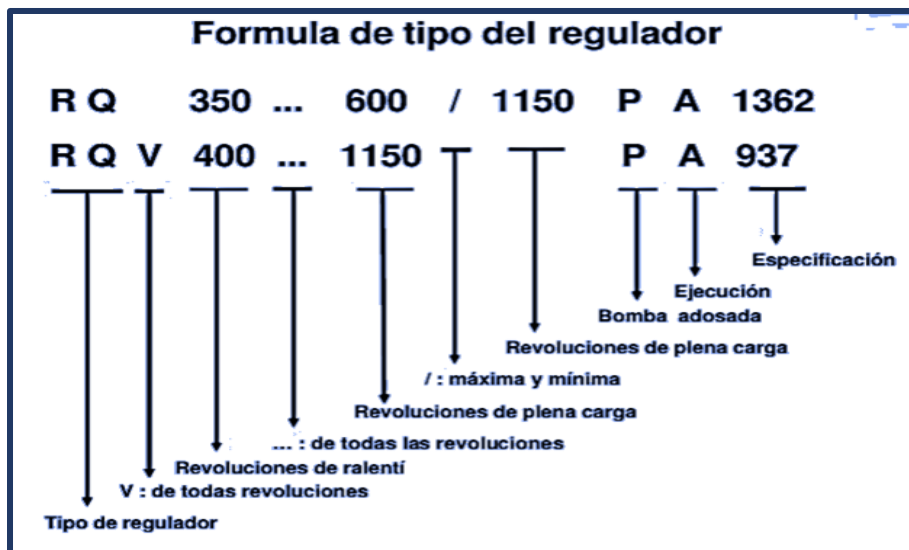 Formula de tipo del regulador
R Q 350 ... 600 / 1150 P A 1362
R Q V 400 ... 1150 P A 937
Especificación
Ejecución
Bomba adosada
Revoluciones de plena carga
/ : máxima y mínima
Revoluciones de plena carga
... : de todas las revoluciones
Revoluciones de ralentí
V : de todas revoluciones
Tipo de regulador